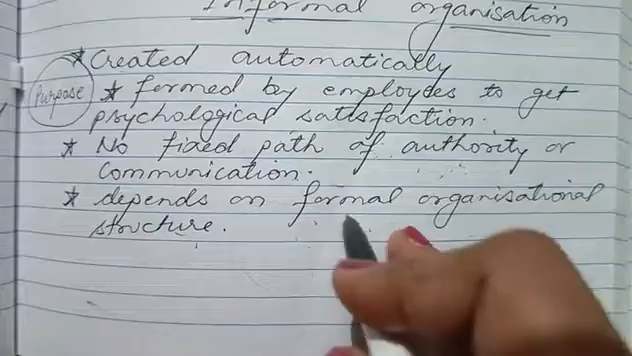 Informal organisation
* Created automatically
Purpose * formed by employees to get
psychological satisfaction.
* No fixed path of authority or
communication.
* depends on formal organisational
structure.